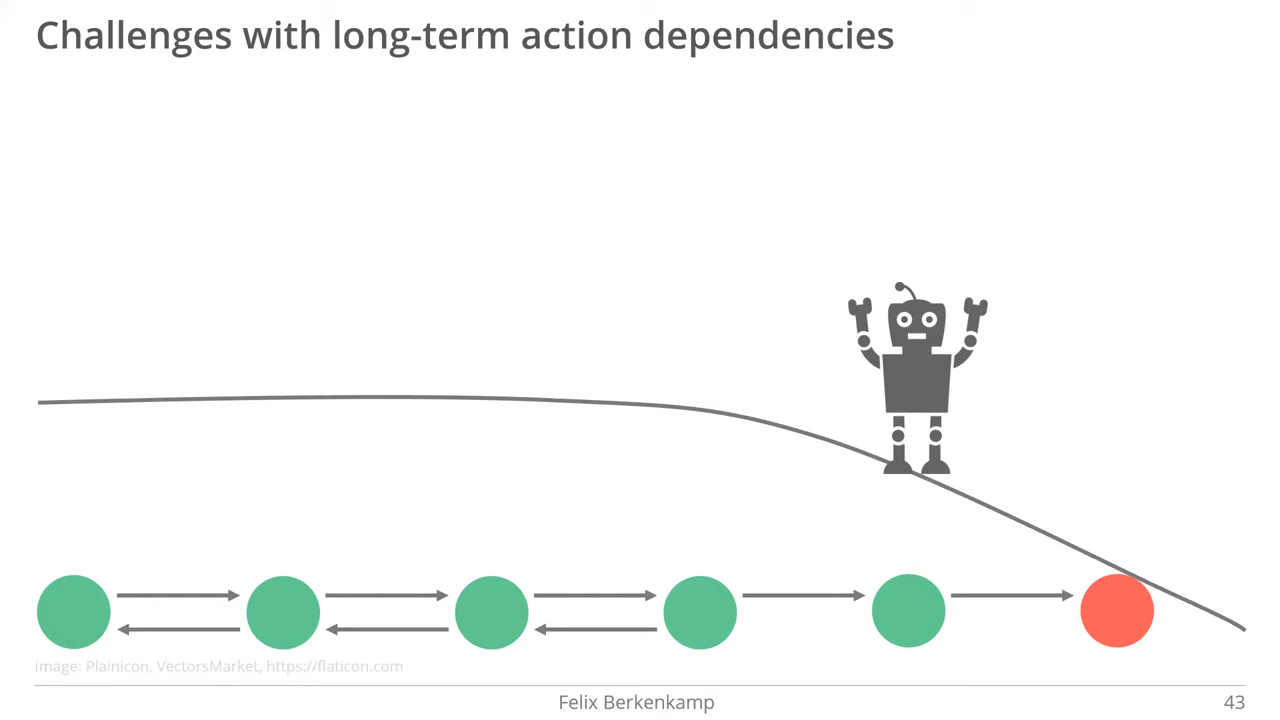 Challenges with long-term action dependencies
image: Plainicon, VectorsMarket, https://flaticon.com
Felix Berkenkamp
43